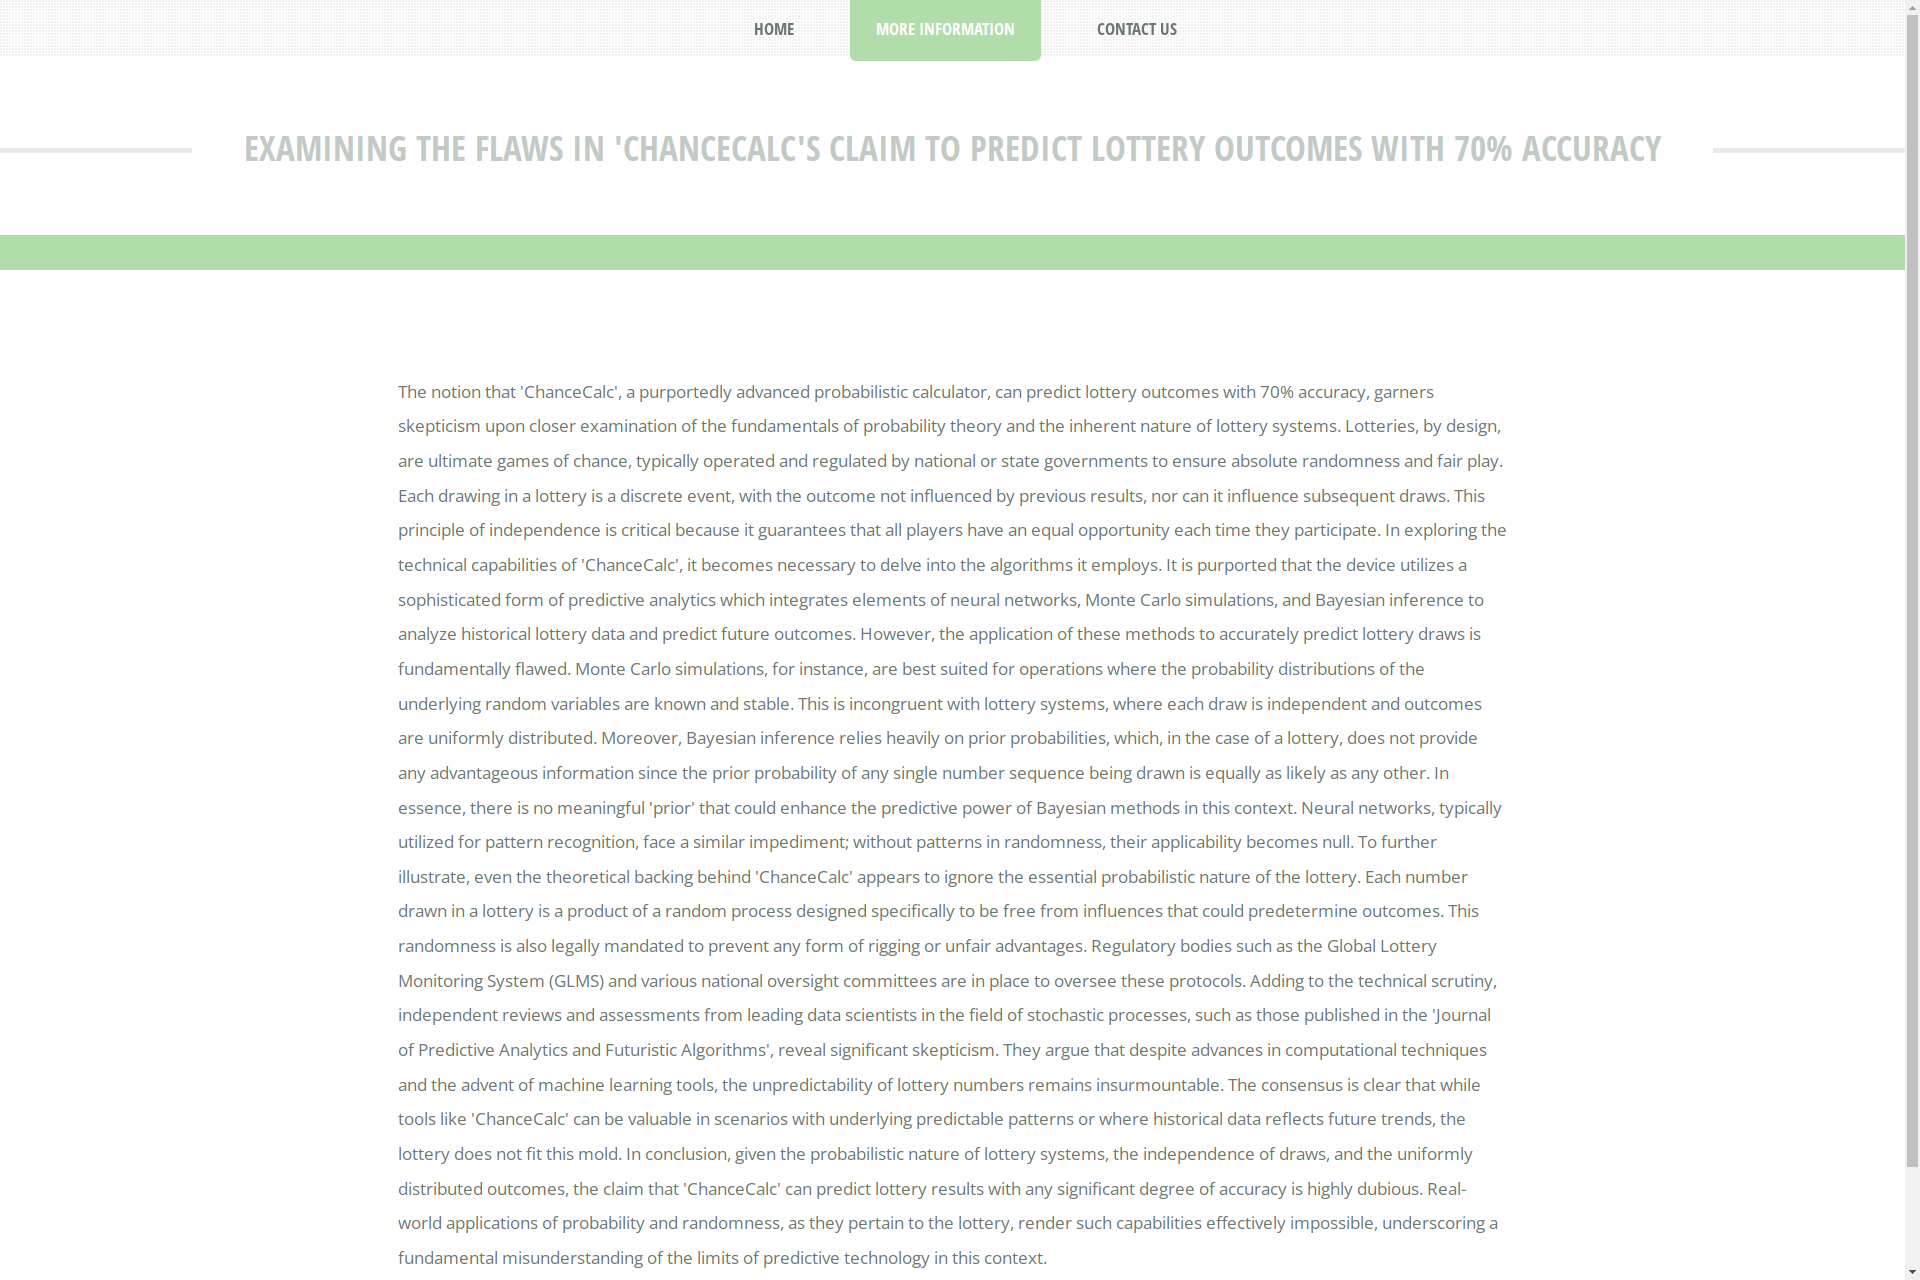 HOME
MORE INFORMATION
CONTACT US
EXAMINING THE FLAWS IN 'CHANCECALC'S CLAIM TO PREDICT LOTTERY OUTCOMES WITH 70% ACCURACY
The notion that 'ChanceCalc', a purportedly advanced probabilistic calculator, can predict lottery outcomes with 70% accuracy, garners
skepticism upon closer examination of the fundamentals of probability theory and the inherent nature of lottery systems. Lotteries, by design,
are ultimate games of chance, typically operated and regulated by national or state governments to ensure absolute randomness and fair play.
Each drawing in a lottery is a discrete event, with the outcome not influenced by previous results, nor can it influence subsequent draws. This
principle of independence is critical because it guarantees that all players have an equal opportunity each time they participate. In exploring the
technical capabilities of 'ChanceCalc', it becomes necessary to delve into the algorithms it employs. It is purported that the device utilizes a
sophisticated form of predictive analytics which integrates elements of neural networks, Monte Carlo simulations, and Bayesian inference to
analyze historical lottery data and predict future outcomes. However, the application of these methods to accurately predict lottery draws is
fundamentally flawed. Monte Carlo simulations, for instance, are best suited for operations where the probability distributions of the
underlying random variables are known and stable. This is incongruent with lottery systems, where each draw is independent and outcomes
are uniformly distributed. Moreover, Bayesian inference relies heavily on prior probabilities, which, in the case of a lottery, does not provide
any advantageous information since the prior probability of any single number sequence being drawn is equally as likely as any other. In
essence, there is no meaningful 'prior' that could enhance the predictive power of Bayesian methods in this context. Neural networks, typically
utilized for pattern recognition, face a similar impediment; without patterns in randomness, their applicability becomes null. To further
illustrate, even the theoretical backing behind 'ChanceCalc' appears to ignore the essential probabilistic nature of the lottery. Each number
drawn in a lottery is a product of a random process designed specifically to be free from influences that could predetermine outcomes. This
randomness is also legally mandated to prevent any form of rigging or unfair advantages. Regulatory bodies such as the Global Lottery
Monitoring System (GLMS) and various national oversight committees are in place to oversee these protocols. Adding to the technical scrutiny,
independent reviews and assessments from leading data scientists in the field of stochastic processes, such as those published in the 'Journal
of Predictive Analytics and Futuristic Algorithms', reveal significant skepticism. They argue that despite advances in computational techniques
and the advent of machine learning tools, the unpredictability of lottery numbers remains insurmountable. The consensus is clear that while
tools like 'ChanceCalc' can be valuable in scenarios with underlying predictable patterns or where historical data reflects future trends, the
lottery does not fit this mold. In conclusion, given the probabilistic nature of lottery systems, the independence of draws, and the uniformly
distributed outcomes, the claim that 'ChanceCalc' can predict lottery results with any significant degree of accuracy is highly dubious. Real-
world applications of probability and randomness, as they pertain to the lottery, render such capabilities effectively impossible, underscoring a
fundamental misunderstanding of the limits of predictive technology in this context.